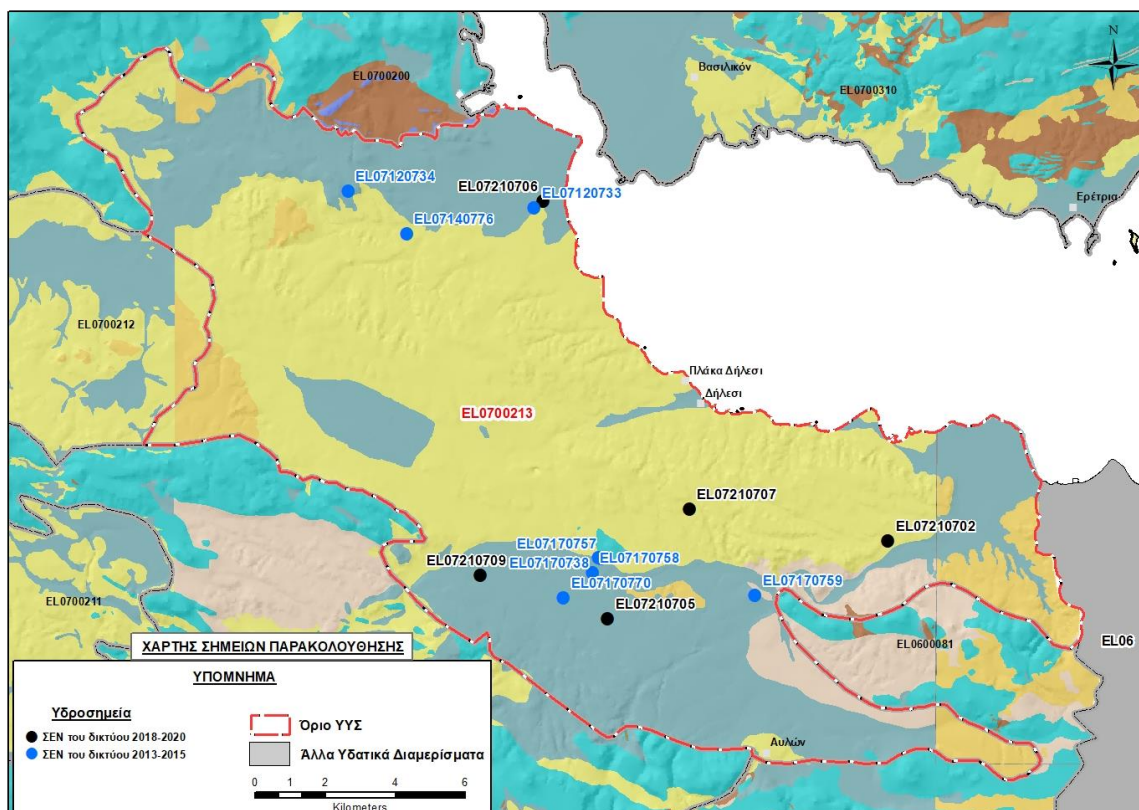 N
Βασιλικόν
EL0700200
EL0700310
EL07120734
EL07210706
EL07120733
Ερέτρια
EL07140776
EL0700212
Πλάκα Δήλεσι
Δήλεσι
EL0700213
EL07210707
EL07210702
EL07170757
EL07170758
EL07210709
EL07170738
EL07170770
EL07170759
EL0700211
EL07210705
EL0600081
EL06
ΧΑΡΤΗΣ ΣΗΜΕΙΩΝ ΠΑΡΑΚΟΛΟΥΘΗΣΗΣ
ΥΠΟΜΝΗΜΑ
Υδροσημεία
ΣΕΝ του δικτύου 2018-2020
ΣΕΝ του δικτύου 2013-2015
Όριο ΥΥΣ
Άλλα Υδατικά Διαμερίσματα
0 1 2 4 6
Kilometers
Αυλών